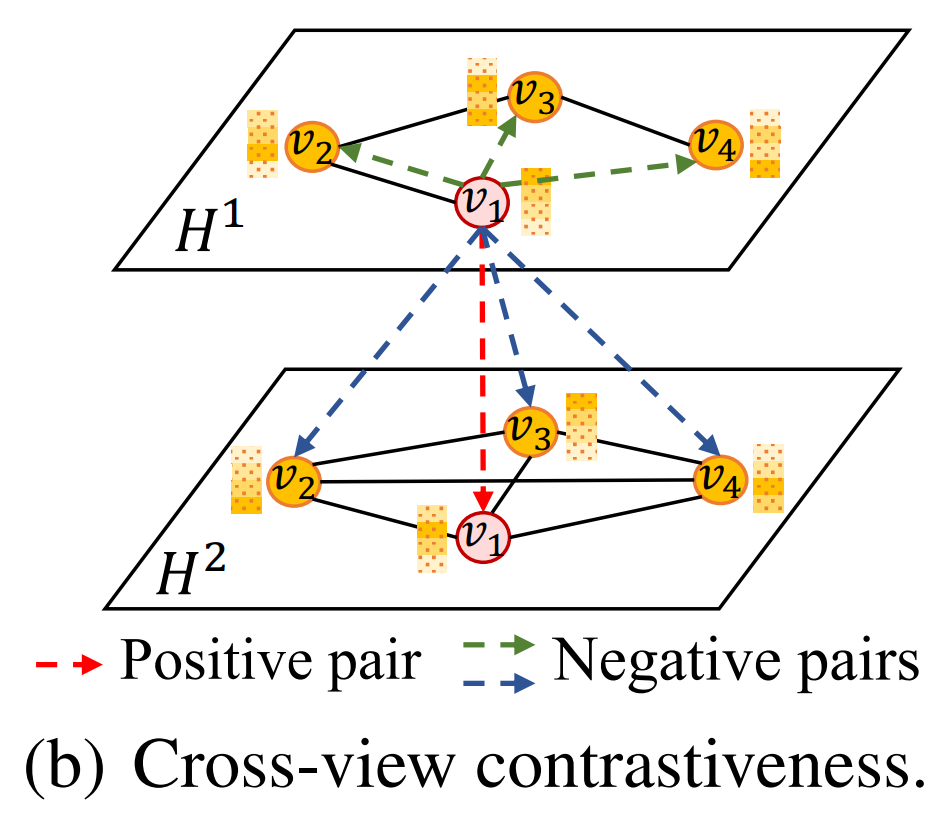 v₃
v₂
v₄
v₁
H¹
v₃
v₂
v₄
v₁
H²
Positive pair
Negative pairs
(b) Cross-view contrastiveness.